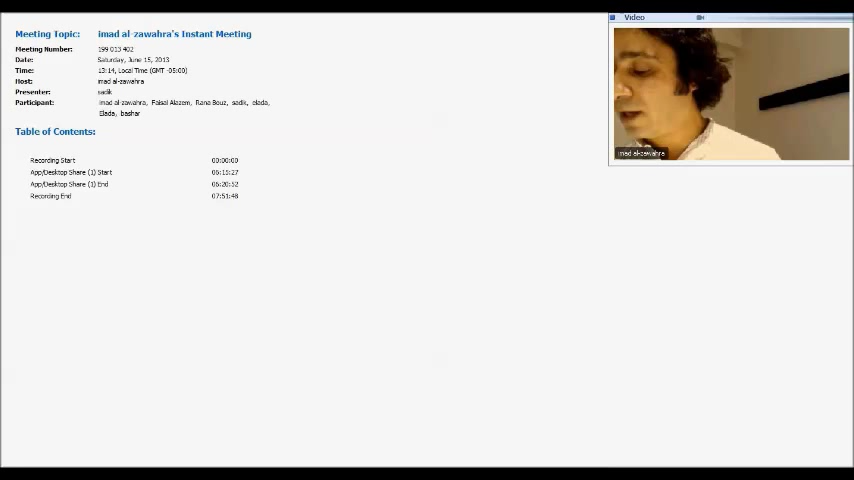 Video
Meeting Topic: imad al-zawahra's Instant Meeting
Meeting Number: 199 013 402
Date: Saturday, June 15, 2013
Time: 13:14, Local Time (GMT -05:00)
Host: imad al-zawahra
Presenter: sadik
Participant: imad al-zawahra, Faisal Alazem, Rana Bouz, sadik, elada,
Elada, bashar
imad al-zawahra
Table of Contents:
Recording Start 00:00:00
App/Desktop Share (1) Start 06:15:27
App/Desktop Share (1) End 06:20:52
Recording End 07:51:48